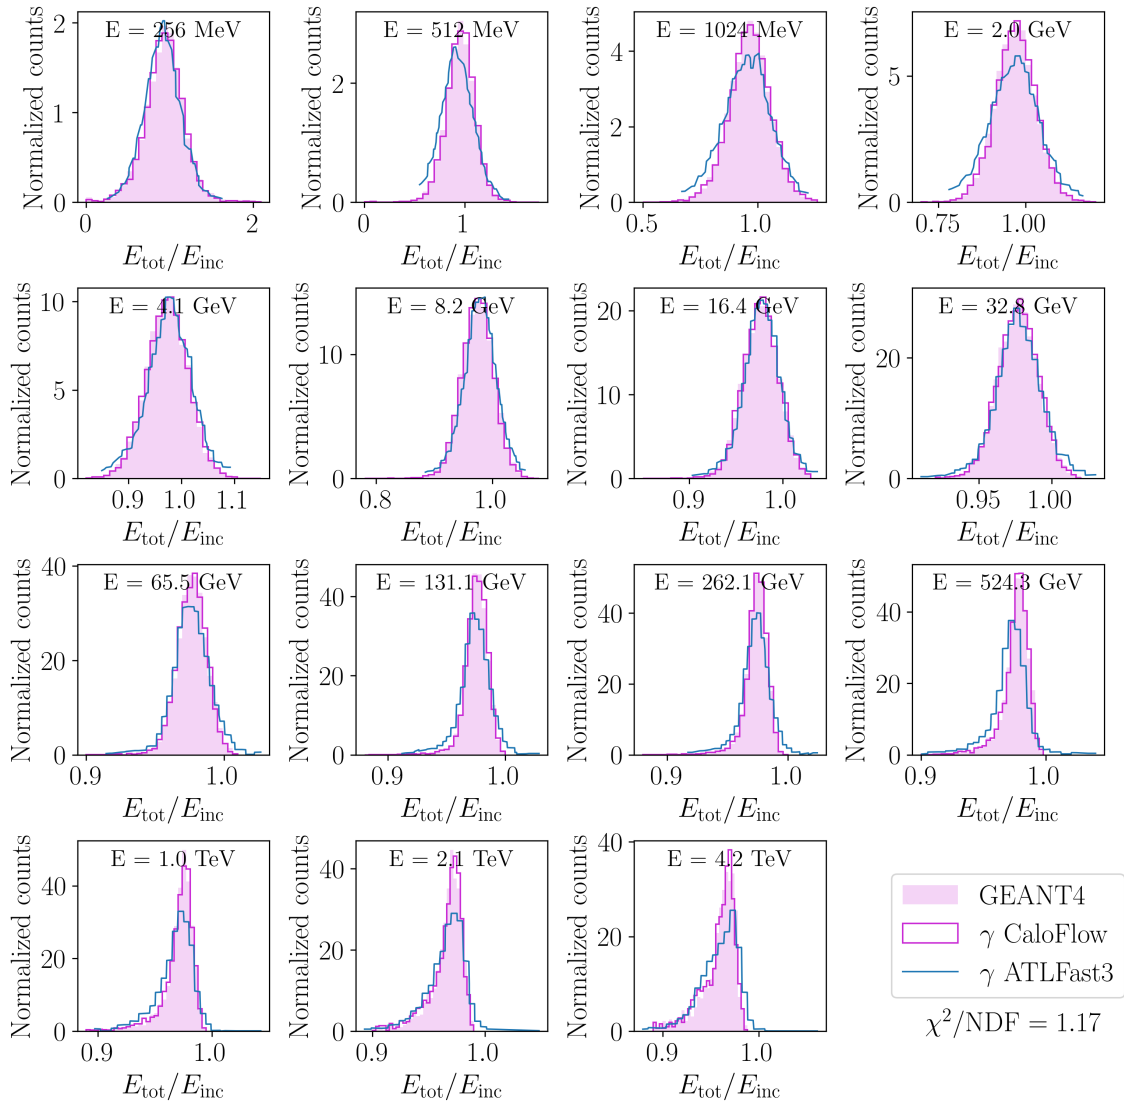 E = 256 MeV
Normalized counts
0
1
2
0
2
E_tot/E_inc
E = 512 MeV
Normalized counts
0
2
0
1
E_tot/E_inc
E = 1024 MeV
Normalized counts
0
2
4
0.5
1.0
E_tot/E_inc
E = 2.0 GeV
Normalized counts
0
5
0.75
1.00
E_tot/E_inc
E = 4.1 GeV
Normalized counts
0
5
10
0.9
1.0
1.1
E_tot/E_inc
E = 8.2 GeV
Normalized counts
0
10
0.8
1.0
E_tot/E_inc
E = 16.4 GeV
Normalized counts
0
10
20
0.9
1.0
E_tot/E_inc
E = 32.8 GeV
Normalized counts
0
20
0.95
1.00
E_tot/E_inc
E = 65.5 GeV
Normalized counts
0
20
40
0.9
1.0
E_tot/E_inc
E = 131.1 GeV
Normalized counts
0
20
40
0.9
1.0
E_tot/E_inc
E = 262.1 GeV
Normalized counts
0
20
40
0.9
1.0
E_tot/E_inc
E = 524.3 GeV
Normalized counts
0
20
40
0.9
1.0
E_tot/E_inc
E = 1.0 TeV
Normalized counts
0
20
40
0.9
1.0
E_tot/E_inc
E = 2.1 TeV
Normalized counts
0
20
40
0.9
1.0
E_tot/E_inc
E = 4.2 TeV
Normalized counts
0
20
40
0.9
1.0
E_tot/E_inc
GEANT4
γ CaloFlow
γ ATLFast3
χ²/NDF = 1.17